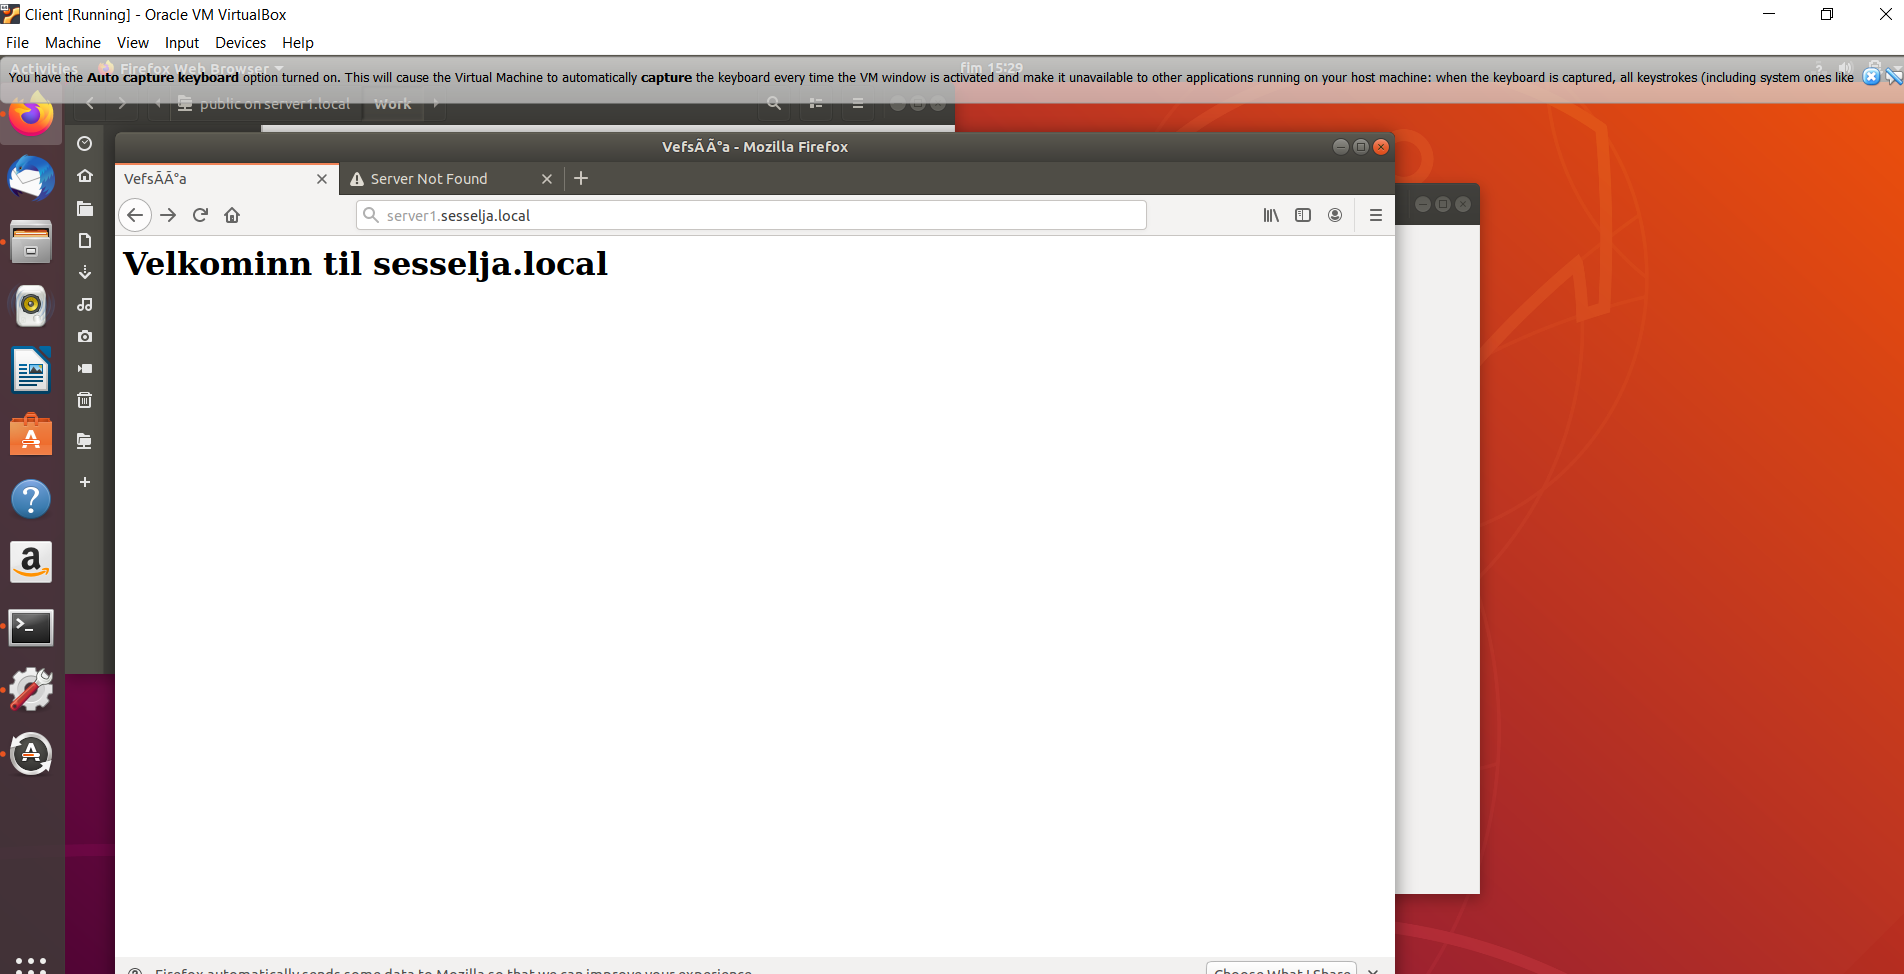 Client [Running] - Oracle VM VirtualBox
File Machine View Input Devices Help
Activities Firefox Web Browser fim 15:29
You have the Auto capture keyboard option turned on. This will cause the Virtual Machine to automatically capture the keyboard every time the VM window is activated and make it unavailable to other applications running on your host machine: when the keyboard is captured, all keystrokes (including system ones like
public on server1.local Work
VefsÃÃ°a - Mozilla Firefox
VefsÃÃ°a Server Not Found
server1.sesselja.local
Velkominn til sesselja.local
Firefox automatically sends some data to Mozilla so that we can improve your experience. Choose What I Share